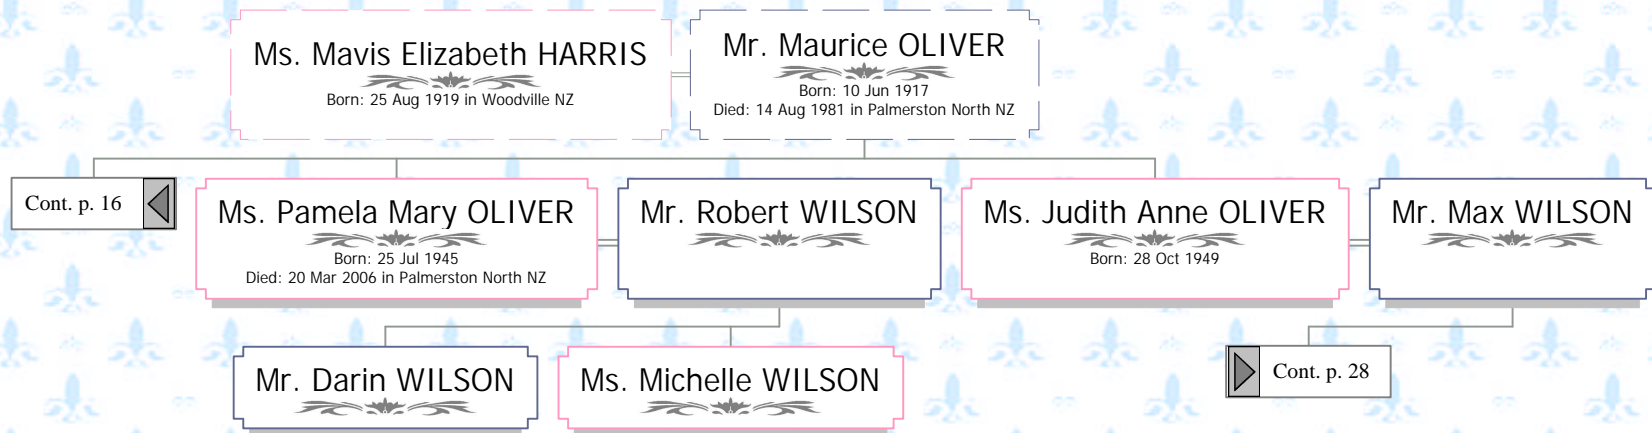 Ms. Mavis Elizabeth HARRIS
Born: 25 Aug 1919 in Woodville NZ
Mr. Maurice OLIVER
Born: 10 Jun 1917
Died: 14 Aug 1981 in Palmerston North NZ
Cont. p. 16
Ms. Pamela Mary OLIVER
Born: 25 Jul 1945
Died: 20 Mar 2006 in Palmerston North NZ
Mr. Robert WILSON
Ms. Judith Anne OLIVER
Born: 28 Oct 1949
Mr. Max WILSON
Mr. Darin WILSON
Ms. Michelle WILSON
Cont. p. 28